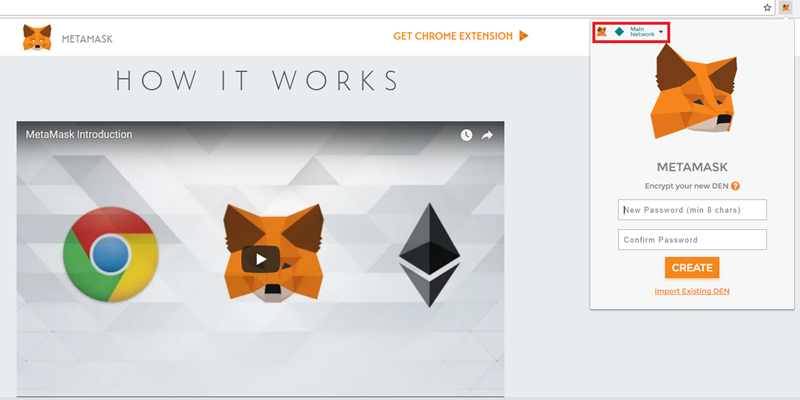 METAMASK
GET CHROME EXTENSION
HOW IT WORKS
MetaMask Introduction
Main
Network
METAMASK
Encrypt your new DEN ?
New Password (min 8 chars)
Confirm Password
CREATE
Import Existing DEN